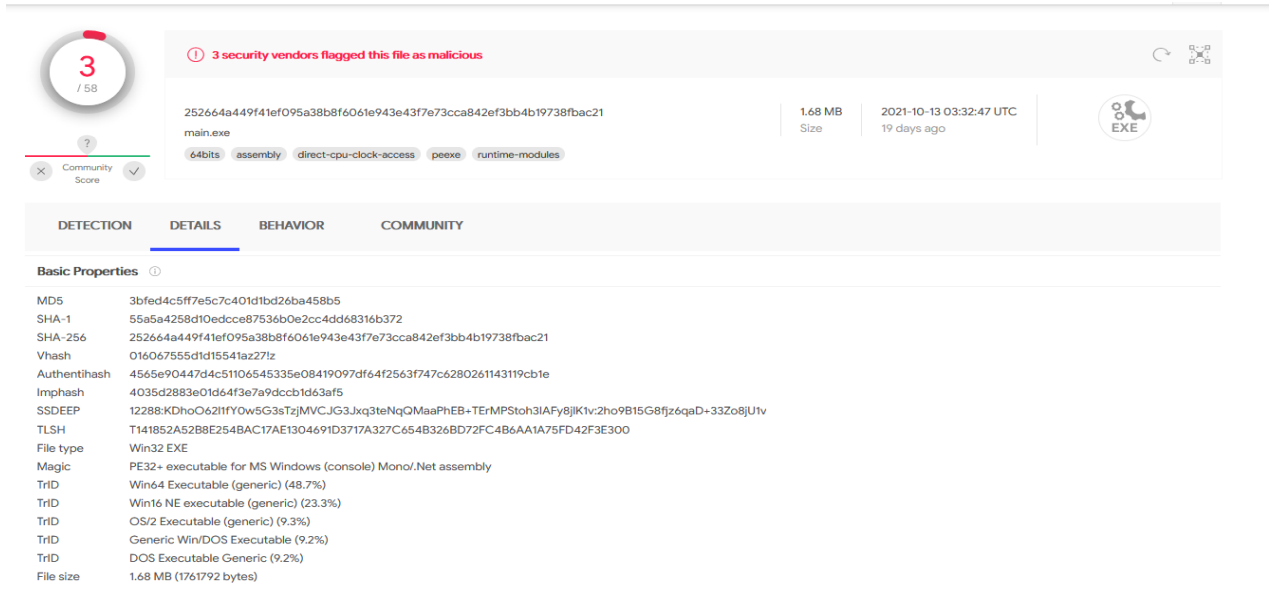 3
/ 58
?
Community
Score
3 security vendors flagged this file as malicious
252664a449f41ef095a38b8f6061e943e43f7e73cca842ef3bb4b19738fbac21
main.exe
64bits assembly direct-cpu-clock-access peexe runtime-modules
1.68 MB
Size
2021-10-13 03:32:47 UTC
19 days ago
EXE
DETECTION DETAILS BEHAVIOR COMMUNITY
Basic Properties
MD5 3bfed4c5ff7e5c7c401d1bd26ba458b5
SHA-1 55a5a4258d10edcce87536b0e2cc4dd68316b372
SHA-256 252664a449f41ef095a38b8f6061e943e43f7e73cca842ef3bb4b19738fbac21
Vhash 016067555d1d15541az27!z
Authentihash 4565e90447d4c51106545335e08419097df64f2563f747c6280261143119cb1e
Imphash 4035d2883e01d64f3e7a9dccb1d63af5
SSDEEP 12288:KDhoO62l1fY0w5G3sTzjMVCJG3Jxq3teNqQMaaPhEB+TErMPStoh3IAFy8jlK1v:2ho9B15G8fjz6qaD+33Zo8jU1v
TLSH T141852A52B8E254BAC17AE1304691D3717A327C654B326BD72FC4B6AA1A75FD42F3E300
File type Win32 EXE
Magic PE32+ executable for MS Windows (console) Mono/.Net assembly
TrID Win64 Executable (generic) (48.7%)
TrID Win16 NE executable (generic) (23.3%)
TrID OS/2 Executable (generic) (9.3%)
TrID Generic Win/DOS Executable (9.2%)
TrID DOS Executable Generic (9.2%)
File size 1.68 MB (1761792 bytes)